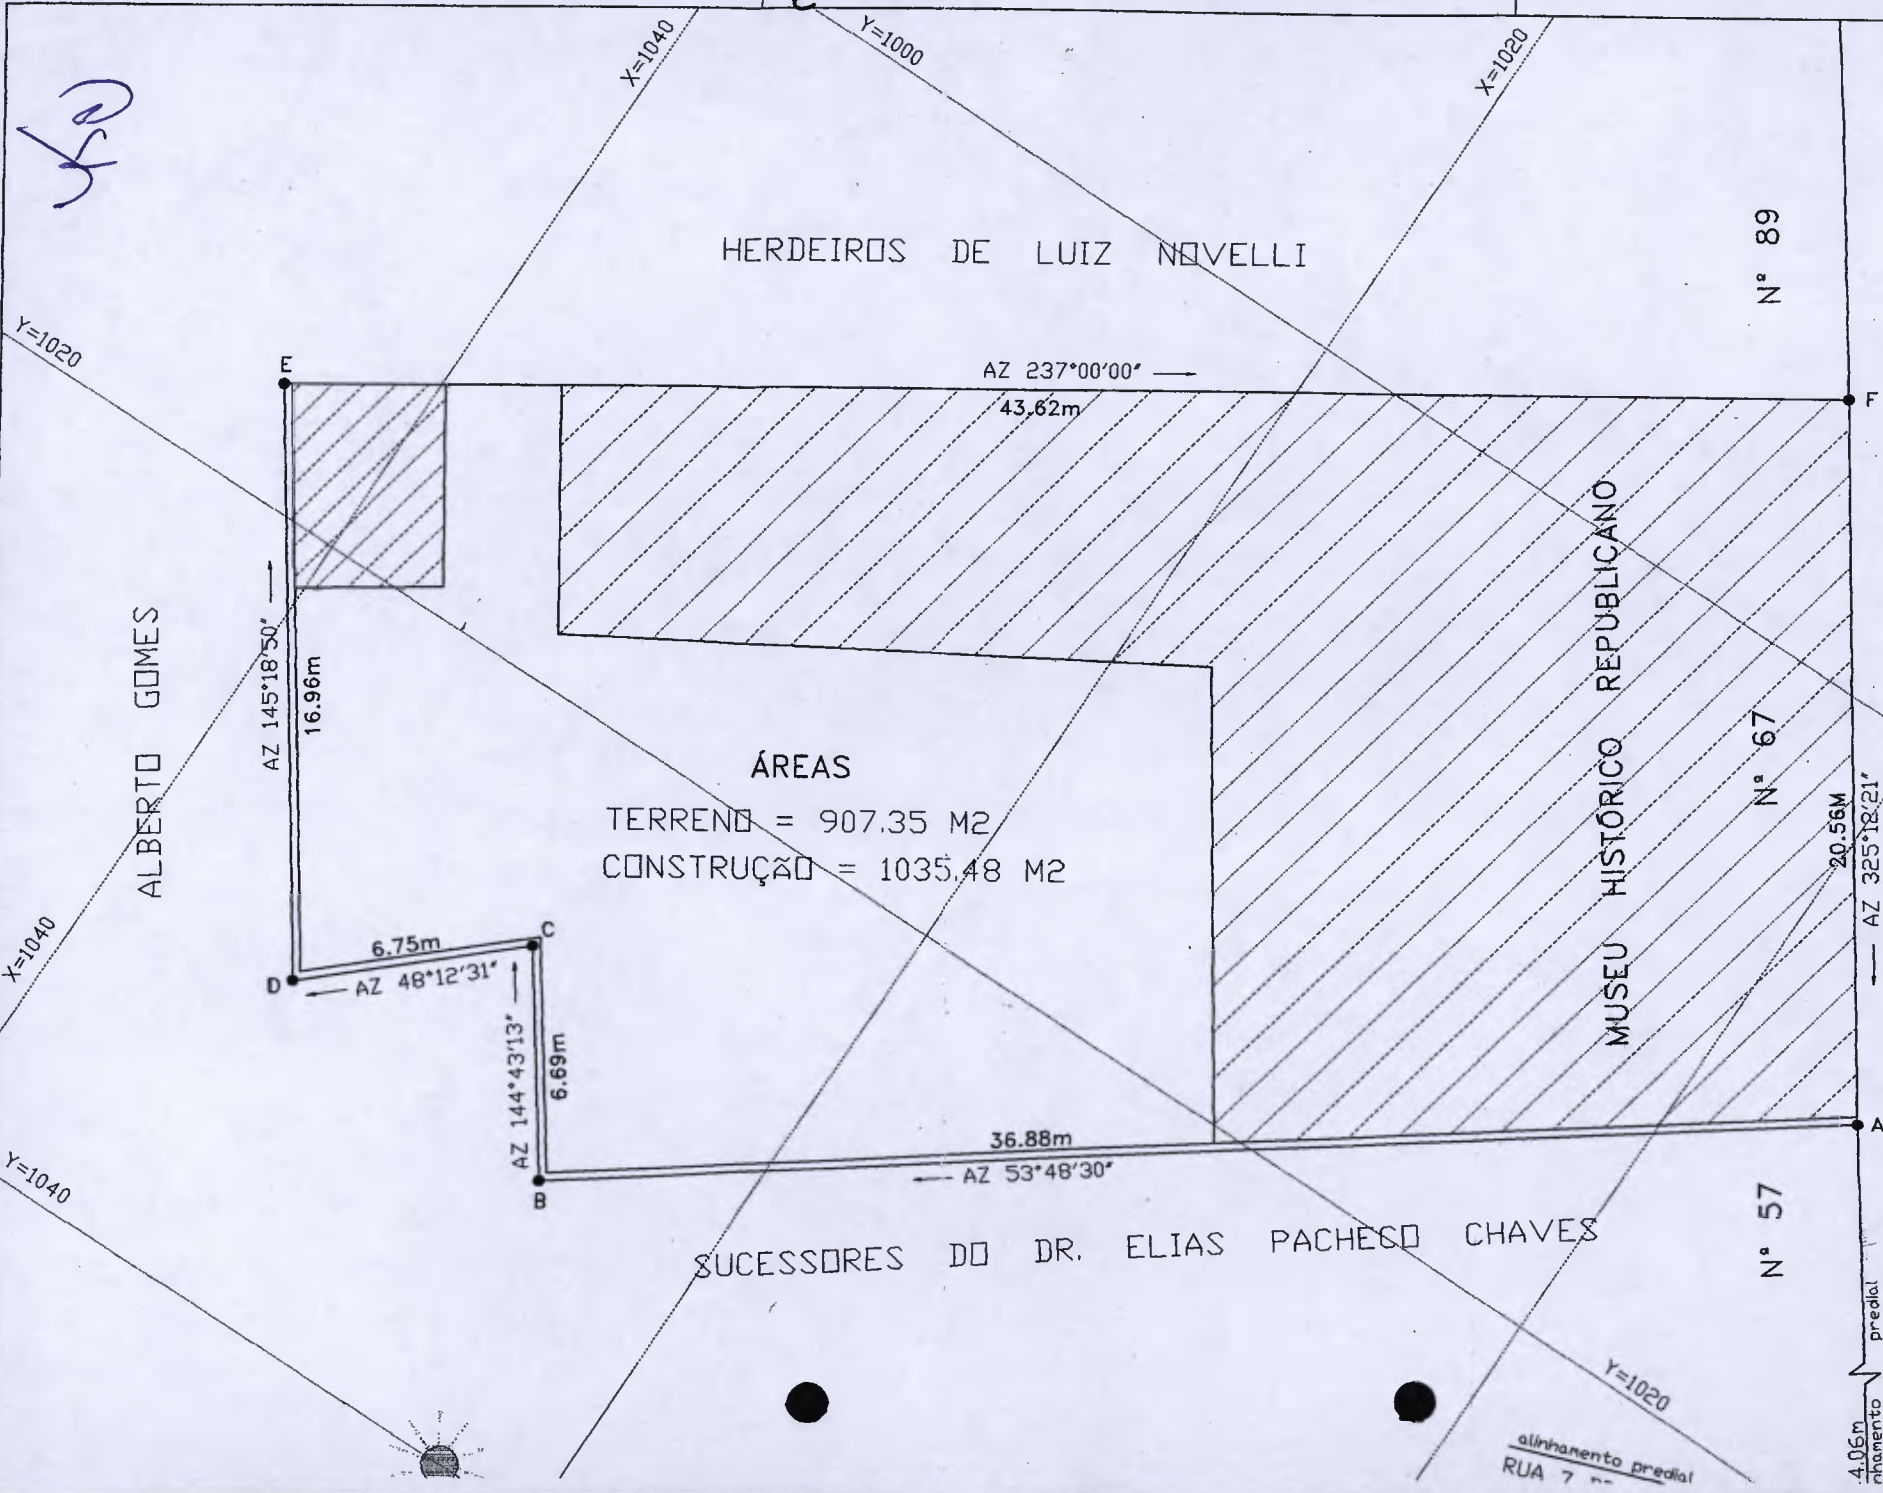 X=1040
Y=1000
X=1020
HERDEIROS DE LUIZ NOVELLI
Nº 89
Y=1020
E
AZ 237°00'00"
43.62m
F
ALBERTO GOMES
AZ 145°18'50"
16.96m
MUSEU HISTÓRICO REPUBLICANO
Nº 67
20.56M
AZ 325°18'21"
ÁREAS
TERRENO = 907.35 M2
CONSTRUÇÃO = 1035.48 M2
X=1040
D
6.75m
AZ 48°12'31"
C
AZ 144°43'13"
6.69m
B
36.88m
AZ 53°48'30"
A
Y=1040
SUCESSORES DO DR. ELIAS PACHECO CHAVES
Nº 57
predial
Y=1020
alinhamento predial
RUA 7
4.06m
nhamento